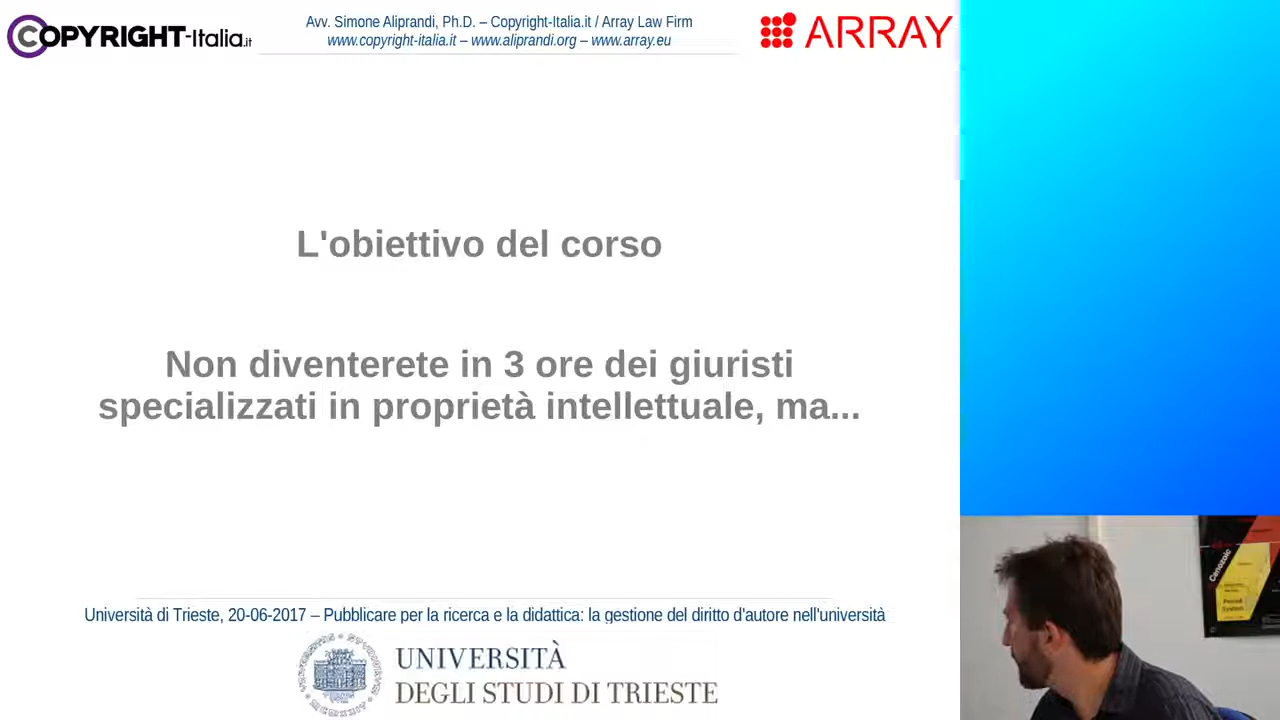 COPYRIGHT-Italia.it
Avv. Simone Aliprandi, Ph.D. – Copyright-Italia.it / Array Law Firm
www.copyright-italia.it – www.aliprandi.org – www.array.eu
ARRAY
L'obiettivo del corso
Non diventerete in 3 ore dei giuristi
specializzati in proprietà intellettuale, ma...
Università di Trieste, 20-06-2017 – Pubblicare per la ricerca e la didattica: la gestione del diritto d'autore nell'università
UNIVERSITÀ
DEGLI STUDI DI TRIESTE
Cenozoic
Period
System